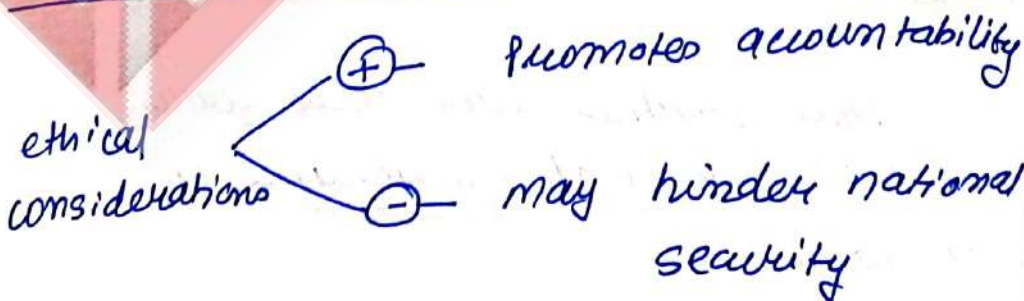 ⊕ — Promotes accountability
ethical
considerations
⊖ — may hinder national
security